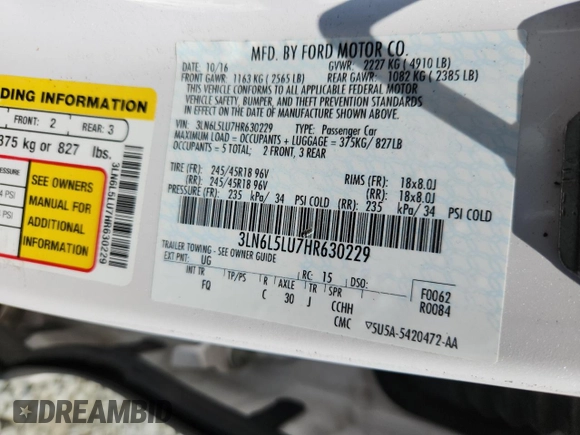 MFD. BY FORD MOTOR CO.
DATE: 10/16 GVWR: 2227 KG ( 4910 LB)
FRONT GAWR: 1163 KG ( 2565 LB) REAR GAWR: 1082 KG ( 2385 LB)
THIS VEHICLE CONFORMS TO ALL APPLICABLE FEDERAL MOTOR
VEHICLE SAFETY, BUMPER, AND THEFT PREVENTION STANDARDS
IN EFFECT ON THE DATE OF MANUFACTURE SHOWN ABOVE.
VIN: 3LN6L5LU7HR630229 TYPE: Passenger Car
MAXIMUM LOAD = OCCUPANTS + LUGGAGE = 375KG/ 827LB
OCCUPANTS = 5 TOTAL: 2 FRONT, 3 REAR
TIRE (FR): 245/45R18 96V RIMS (FR): 18x8.0J
(RR): 245/45R18 96V (RR): 18x8.0J
PRESSURE (FR): 235 kPa/ 34 PSI COLD (RR): 235 kPa/ 34 PSI COLD
3LN6L5LU7HR630229
TRAILER TOWING - SEE OWNER GUIDE
EXT PNT: UG RC: 15 DSO:
INT TR TP/PS R AXLE TR SPR
FQ C 30 J CCHH
CMC
F0062
R0084
5U5A-5420472-AA
DING INFORMATION
FRONT: 2 REAR: 3
375 kg or 827 lbs.
SEE OWNERS
MANUAL FOR
ADDITIONAL
INFORMATION
3LN6L5LU7HR630229
DREAMBID